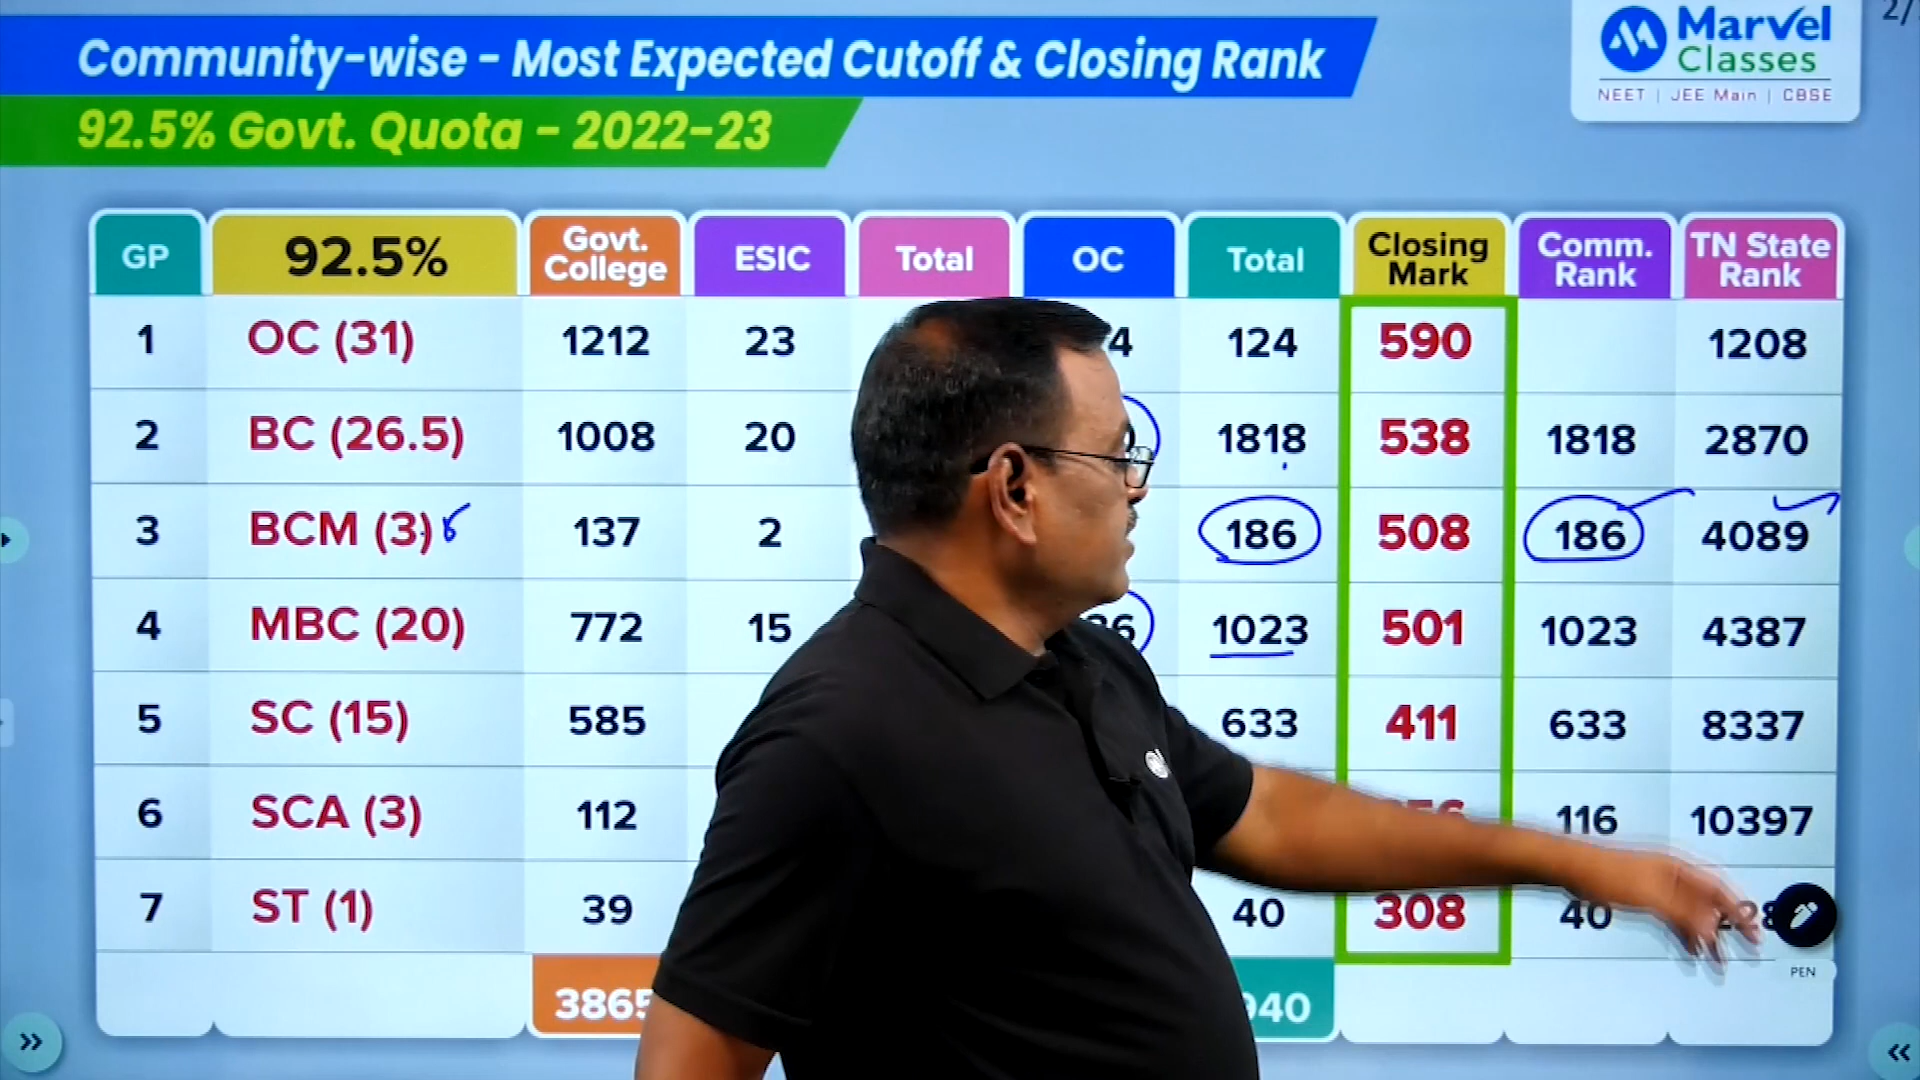 Community-wise - Most Expected Cutoff & Closing Rank
92.5% Govt. Quota - 2022-23
Marvel
Classes
NEET | JEE Main | CBSE
GP 92.5% Govt. College ESIC Total OC Total Closing Mark Comm. Rank TN State Rank
1 OC (31) 1212 23 124 590 1208
2 BC (26.5) 1008 20 1818 538 1818 2870
3 BCM (3) 137 2 186 508 186 4089
4 MBC (20) 772 15 1023 501 1023 4387
5 SC (15) 585 633 411 633 8337
6 SCA (3) 112 116 10397
7 ST (1) 39 40 308 40
3865
PEN